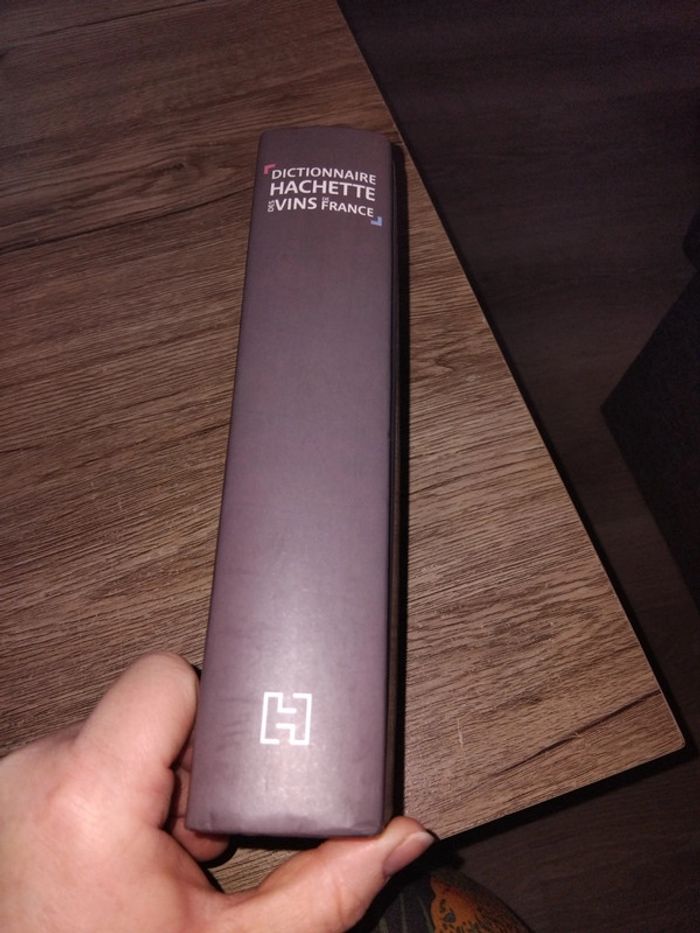 DICTIONNAIRE
HACHETTE
DES VINS DE FRANCE
H